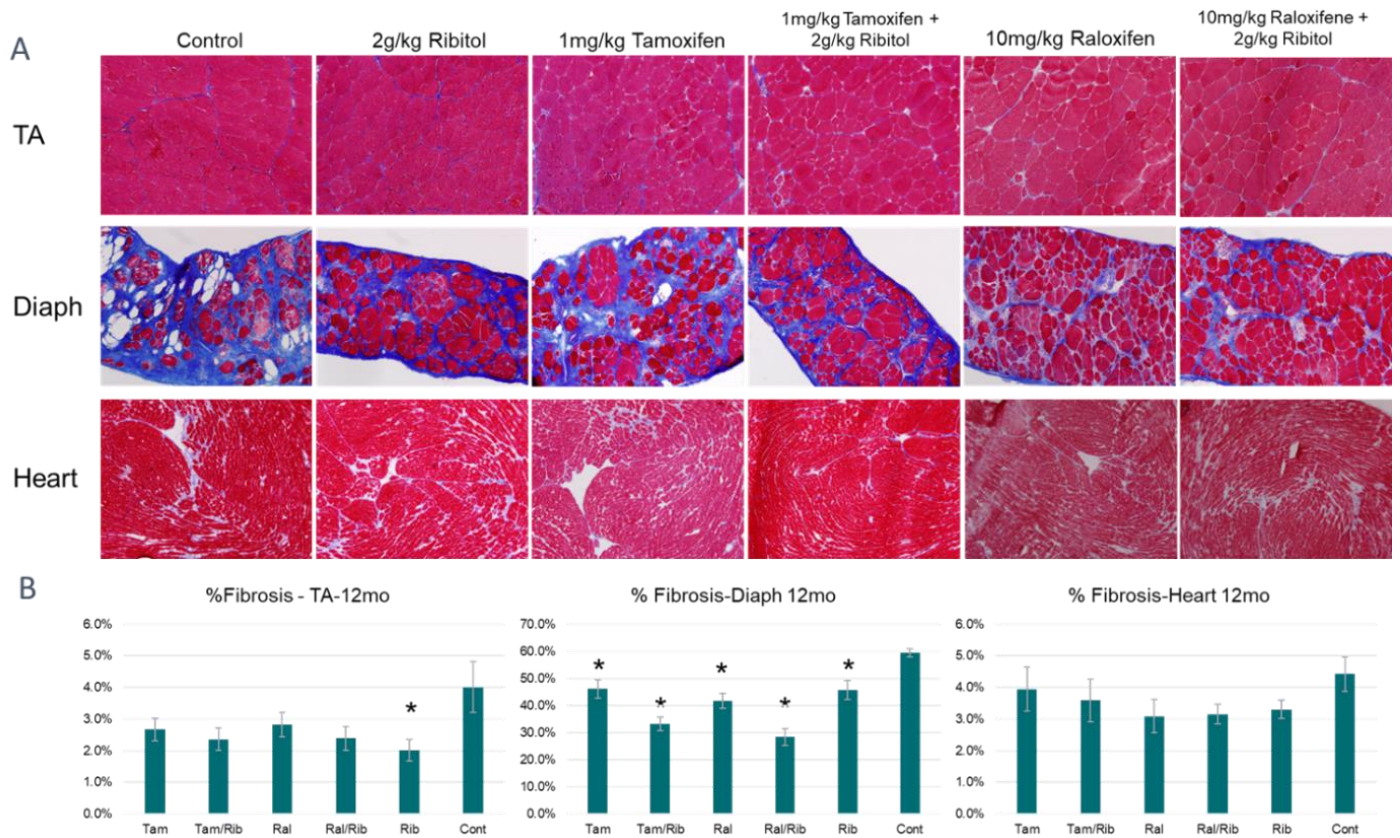 A
Control
2g/kg Ribitol
1mg/kg Tamoxifen
1mg/kg Tamoxifen +
2g/kg Ribitol
10mg/kg Raloxifen
10mg/kg Raloxifene +
2g/kg Ribitol
TA
Diaph
Heart
B
%Fibrosis - TA-12mo
6.0%
5.0%
4.0%
3.0%
2.0%
1.0%
0.0%
*
Tam Tam/Rib Ral Ral/Rib Rib Cont
% Fibrosis-Diaph 12mo
70.0%
60.0%
50.0%
40.0%
30.0%
20.0%
10.0%
0.0%
* * * * *
Tam Tam/Rib Ral Ral/Rib Rib Cont
% Fibrosis-Heart 12mo
6.0%
5.0%
4.0%
3.0%
2.0%
1.0%
0.0%
Tam Tam/Rib Ral Ral/Rib Rib Cont